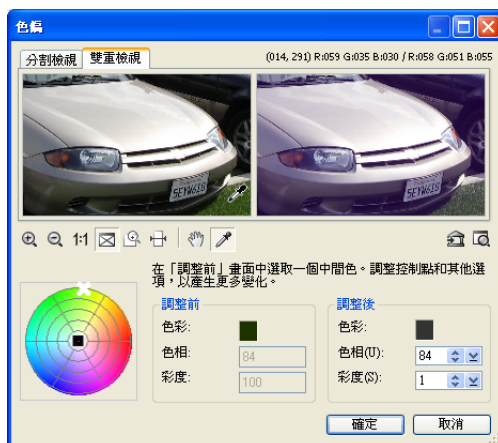 色偏
分割檢視 雙重檢視 (014, 291) R:059 G:035 B:030 / R:058 G:051 B:055
5EYW618 5EYW618
1:1
在「調整前」畫面中選取一個中間色。調整控制點和其他選
項，以產生更多變化。
調整前 調整後
色彩: 色彩:
色相: 84 色相(U): 84
彩度: 100 彩度(S): 1
確定 取消